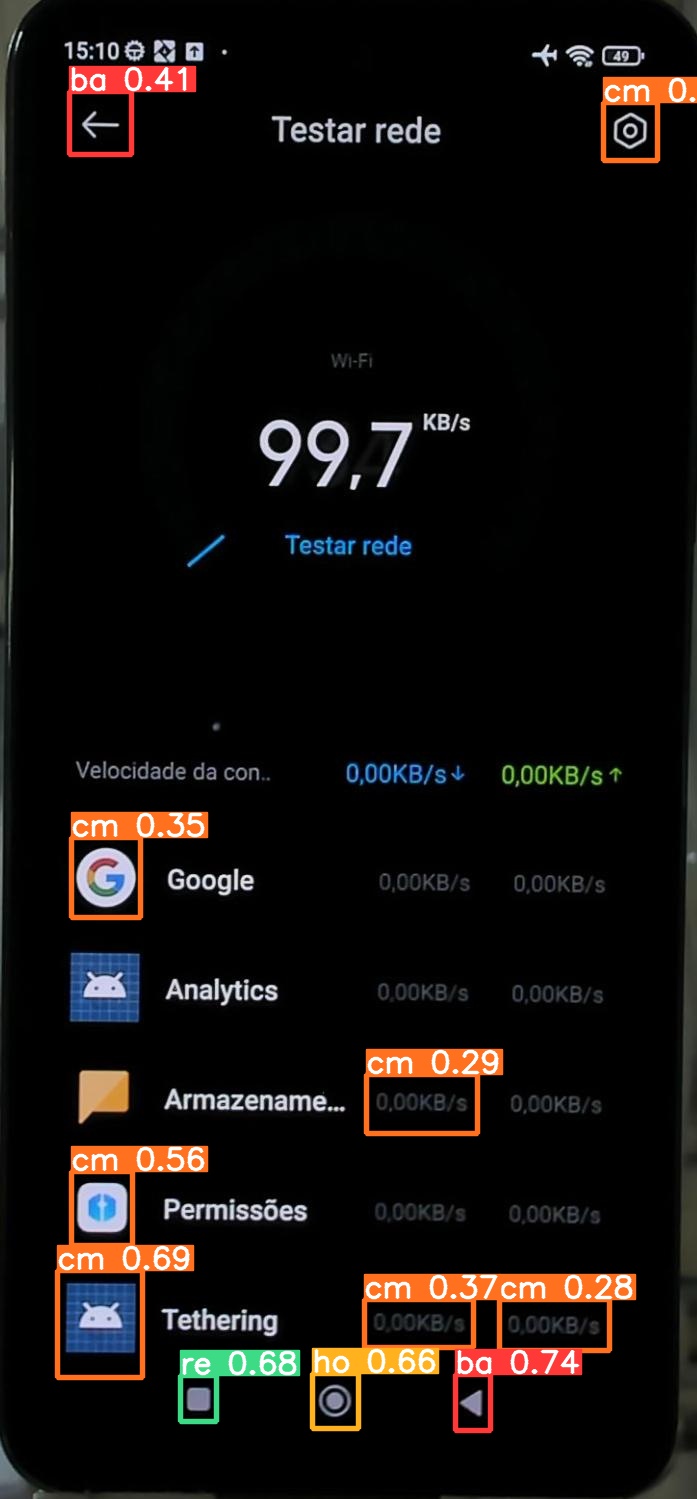 15:10
49
ba 0.41
cm 0.
Testar rede
Wi-Fi
99,7 KB/s
Testar rede
Velocidade da con.. 0,00KB/s↓ 0,00KB/s↑
cm 0.35
Google 0,00KB/s 0,00KB/s
Analytics 0,00KB/s 0,00KB/s
cm 0.29
Armazename... 0,00KB/s 0,00KB/s
cm 0.56
Permissões 0,00KB/s 0,00KB/s
cm 0.69
cm 0.37 cm 0.28
Tethering 0,00KB/s 0,00KB/s
re 0.68 ho 0.66 ba 0.74